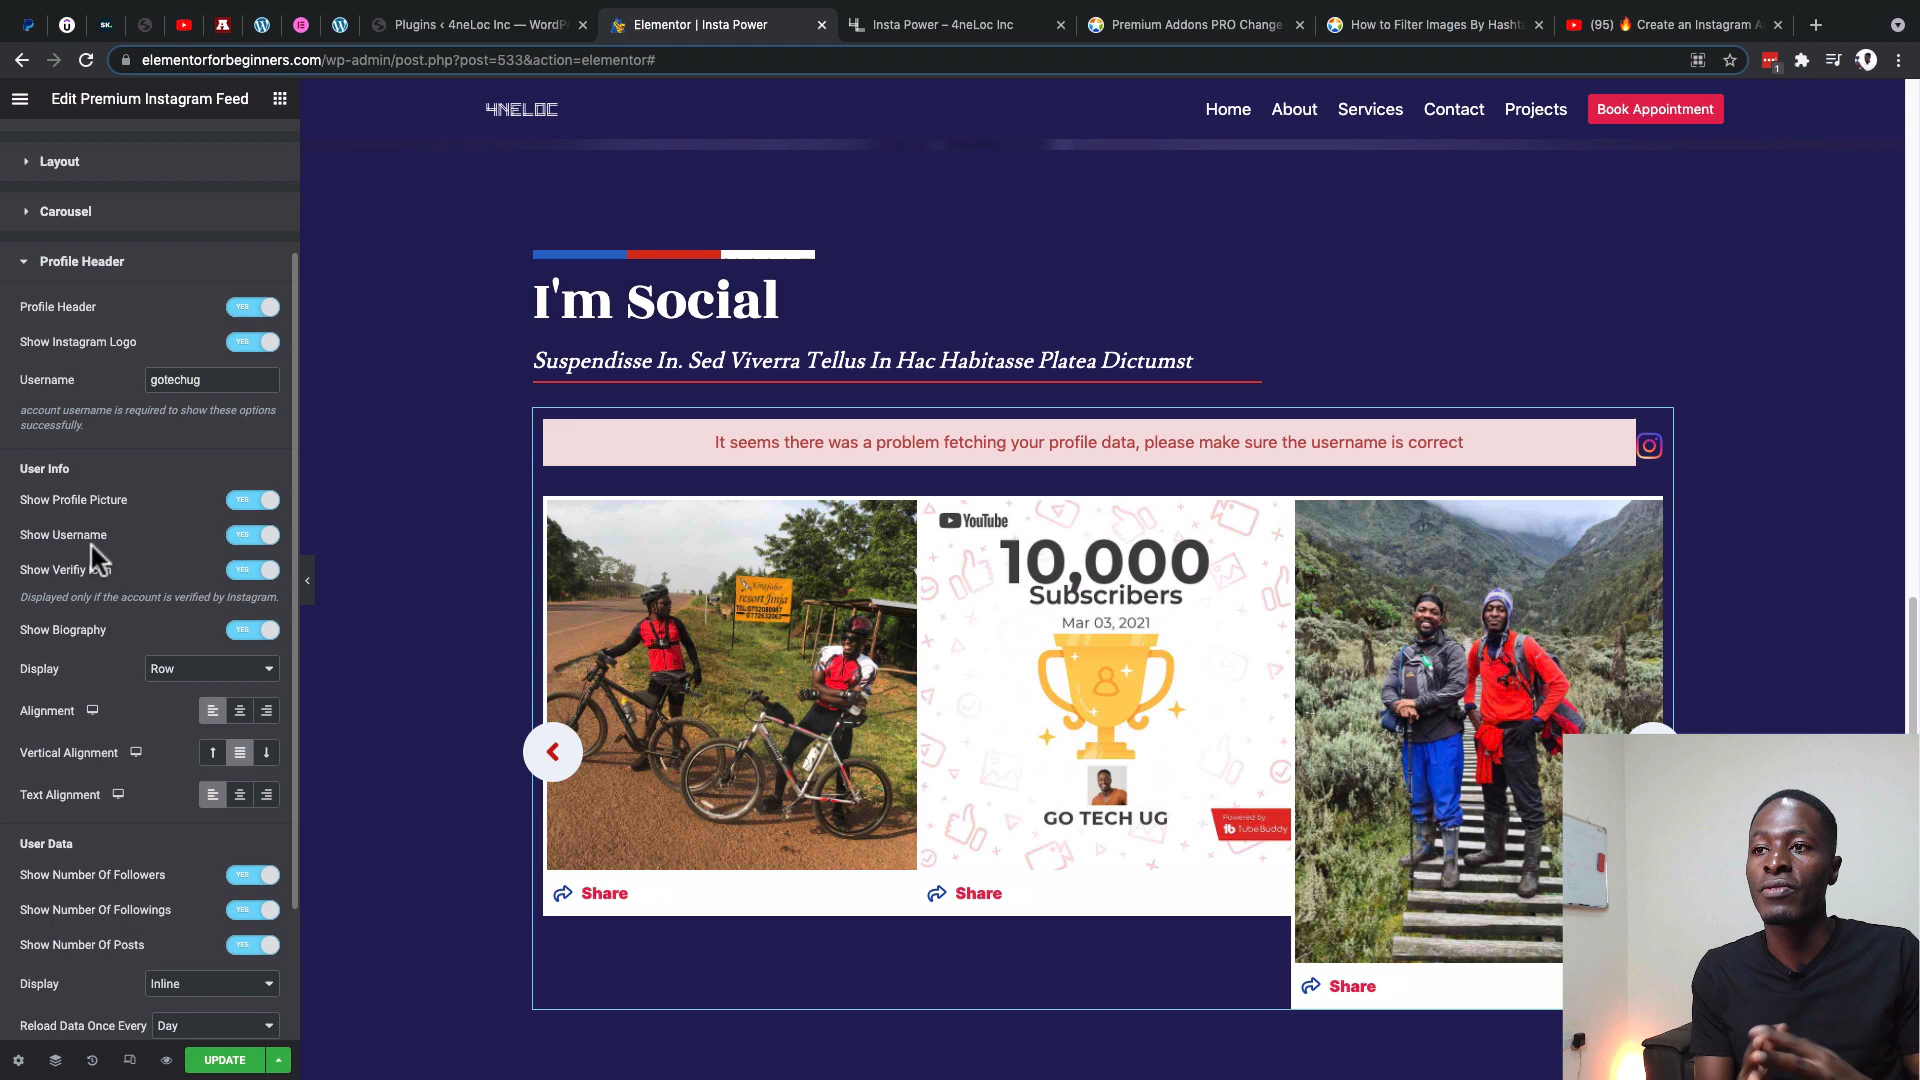 Plugins ‹ 4neLoc Inc — WordP
Elementor | Insta Power
Insta Power – 4neLoc Inc
Premium Addons PRO Change
How to Filter Images By Hashta
(95) 🔥 Create an Instagram A
elementorforbeginners.com/wp-admin/post.php?post=533&action=elementor#
Edit Premium Instagram Feed
4NELOC
Home About Services Contact Projects Book Appointment
Layout
Carousel
Profile Header
Profile Header YES
Show Instagram Logo YES
Username gotechug
account username is required to show these options
successfully.
User Info
Show Profile Picture YES
Show Username YES
Show Verifiy YES
Displayed only if the account is verified by Instagram.
Show Biography YES
Display Row
Alignment
Vertical Alignment
Text Alignment
User Data
Show Number Of Followers YES
Show Number Of Followings YES
Show Number Of Posts YES
Display Inline
Reload Data Once Every Day
UPDATE
I'm Social
Suspendisse In. Sed Viverra Tellus In Hac Habitasse Platea Dictumst
It seems there was a problem fetching your profile data, please make sure the username is correct
Kingfisher
resort Jinja
YouTube
10,000
Subscribers
Mar 03, 2021
GO TECH UG
Powered by
TubeBuddy
Share
Share
Share